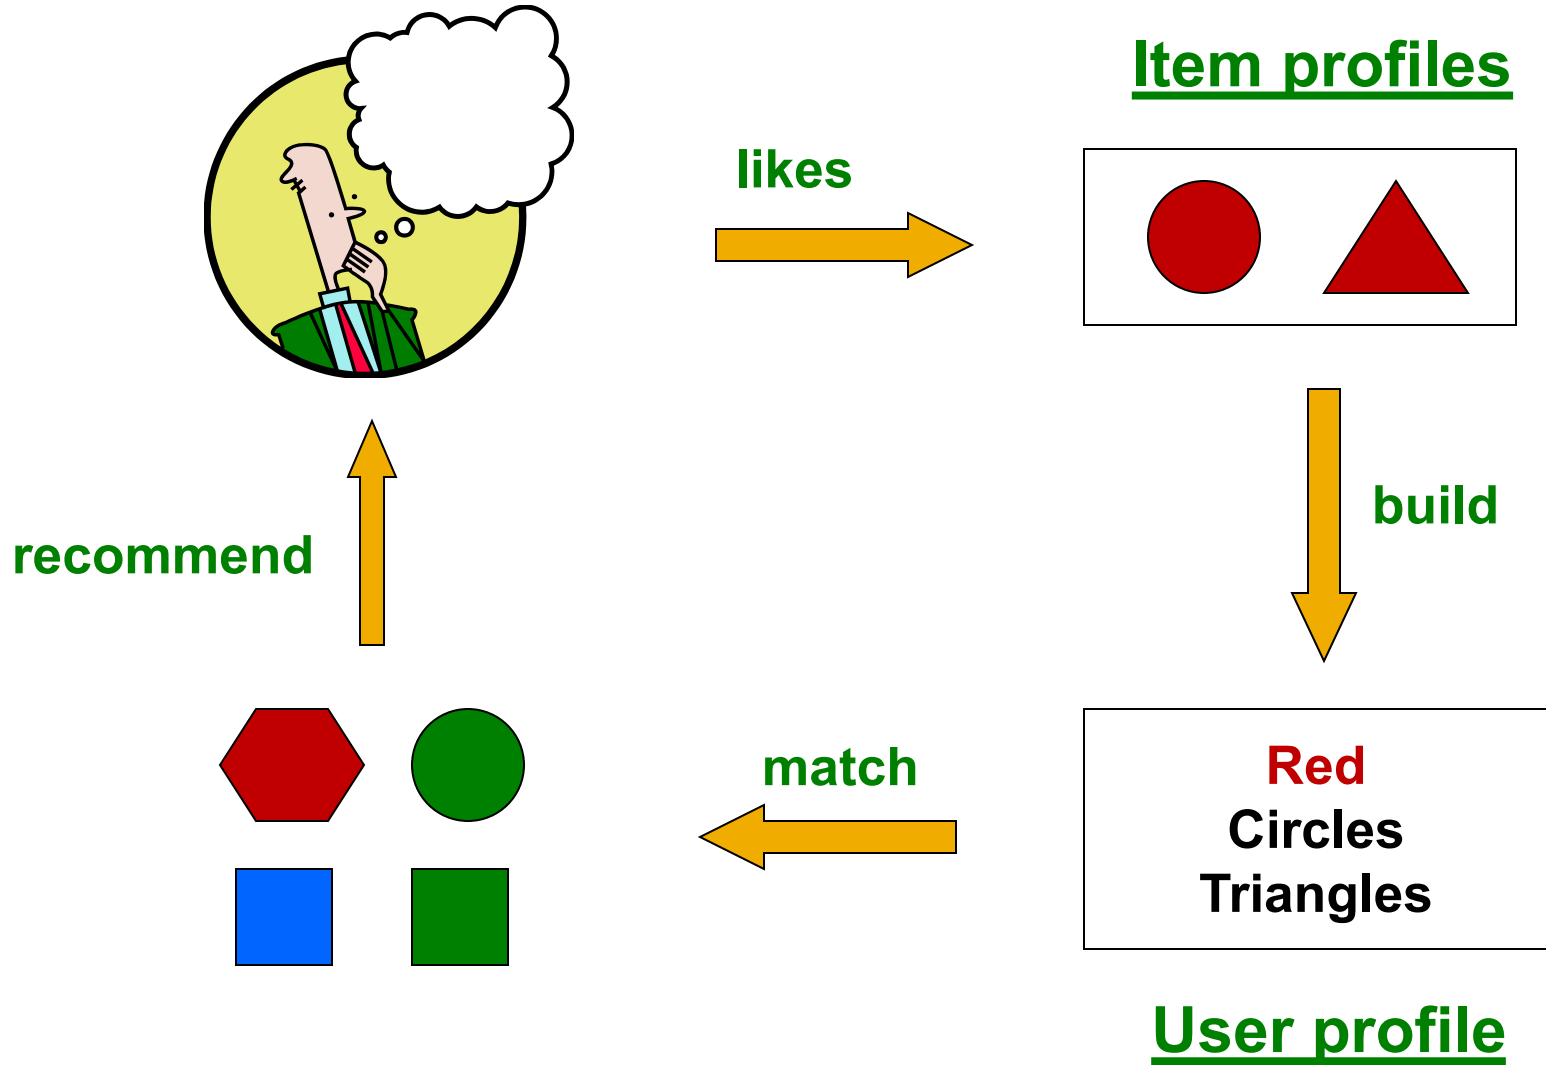 Item profiles
likes
build
recommend
match
Red
Circles
Triangles
User profile